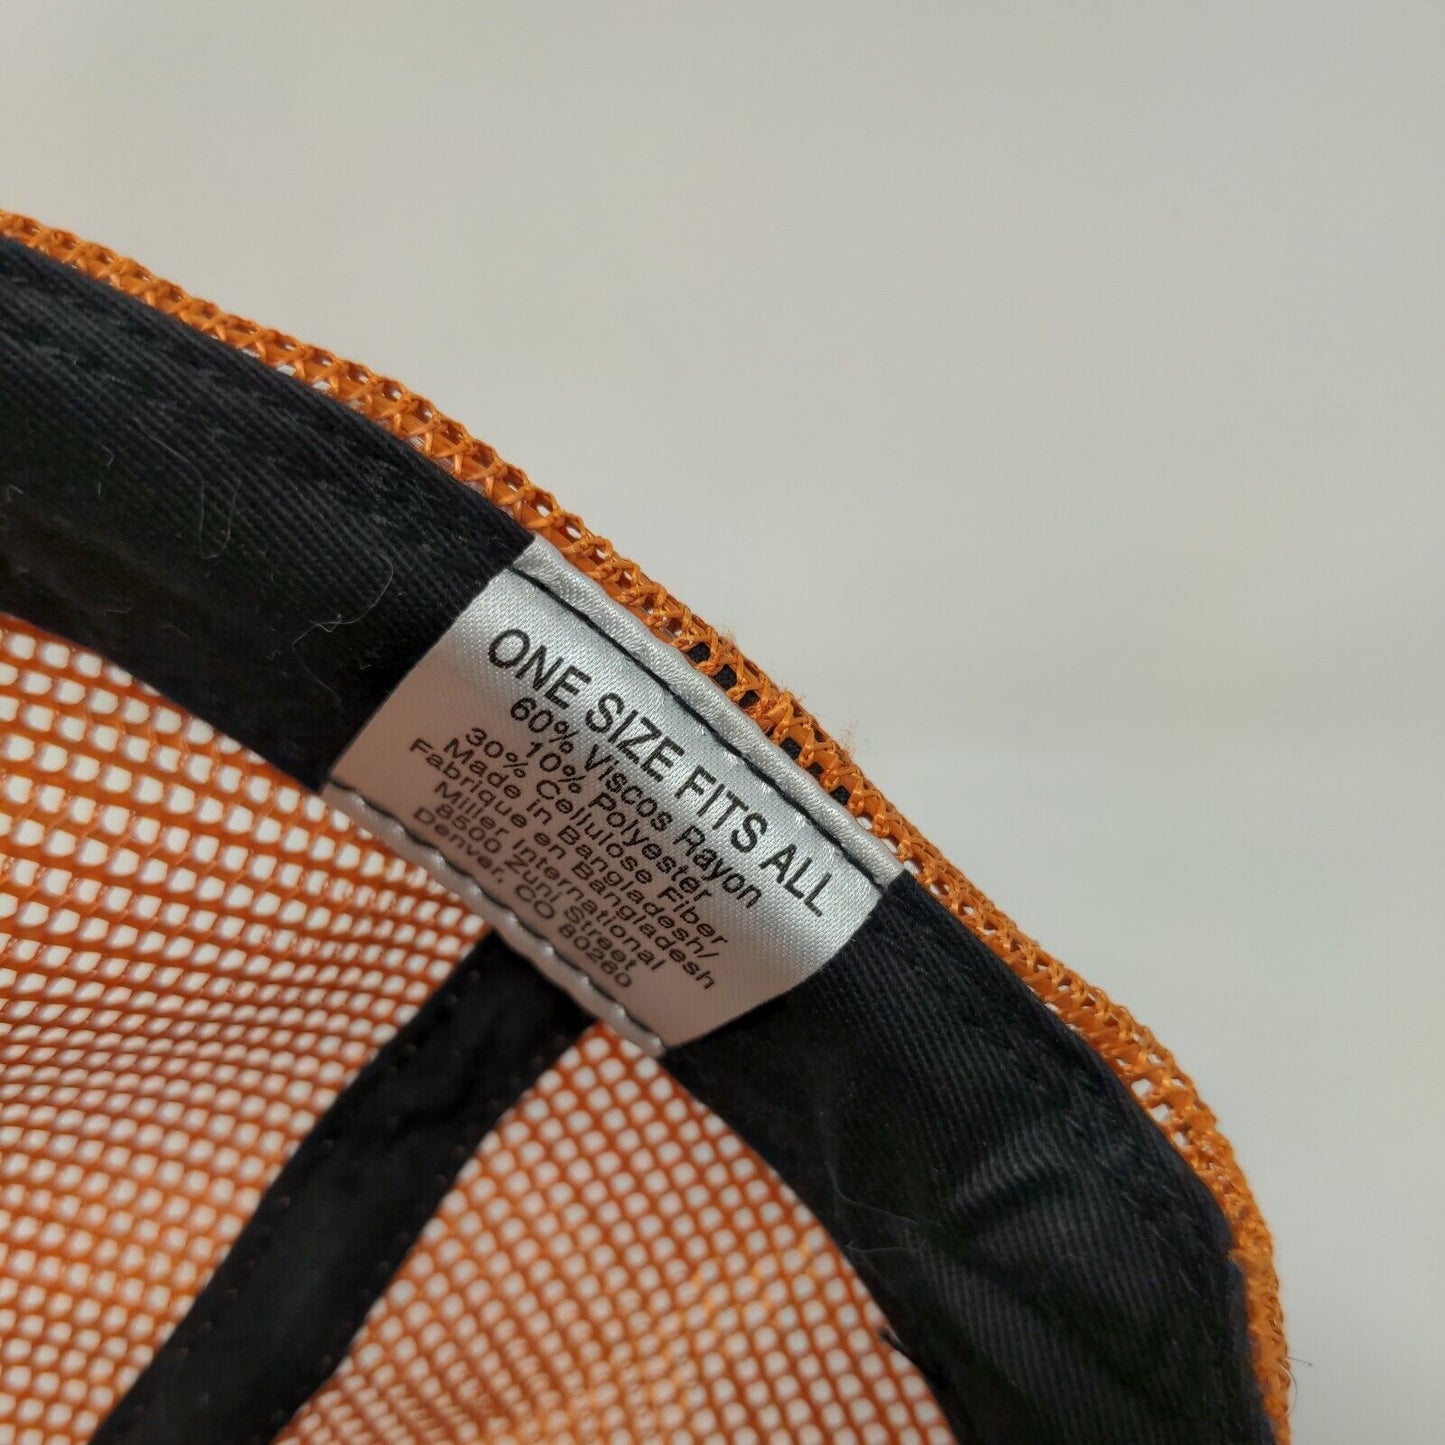 ONE SIZE FITS ALL
60% Viscos Rayon
10% Polyester
30% Cellulose Fiber
Made in Bangladesh/
Fabrique en Bangladesh
Miller International
8500 Zuni Street
Denver, CO 80260